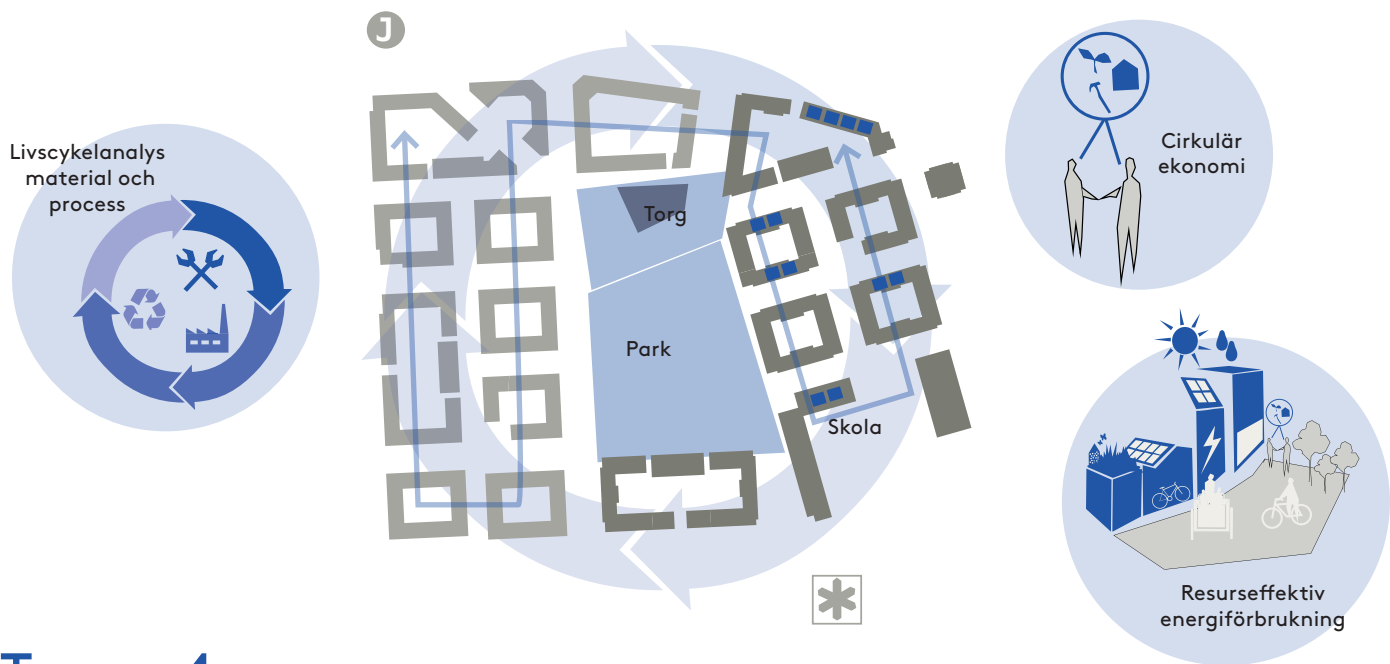 J
Livscykelanalys
material och
process
Torg
Park
Skola
Cirkulär
ekonomi
Resurseffektiv
energiförbrukning